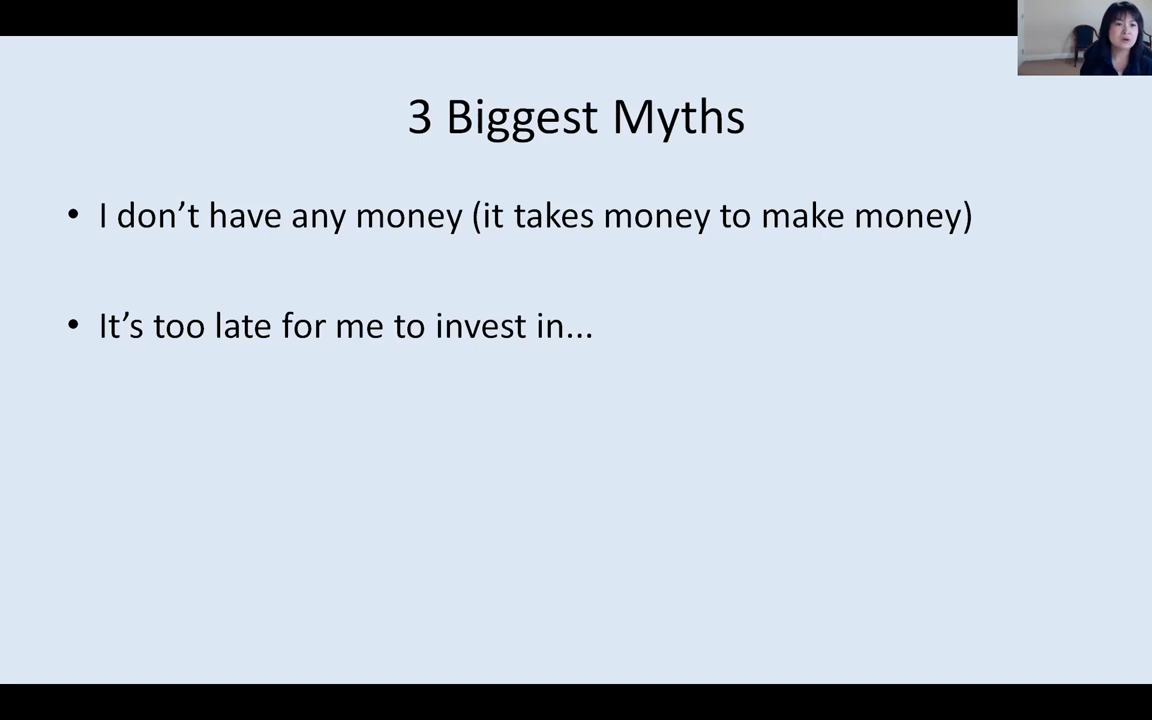 3 Biggest Myths
• I don’t have any money (it takes money to make money)
• It’s too late for me to invest in...